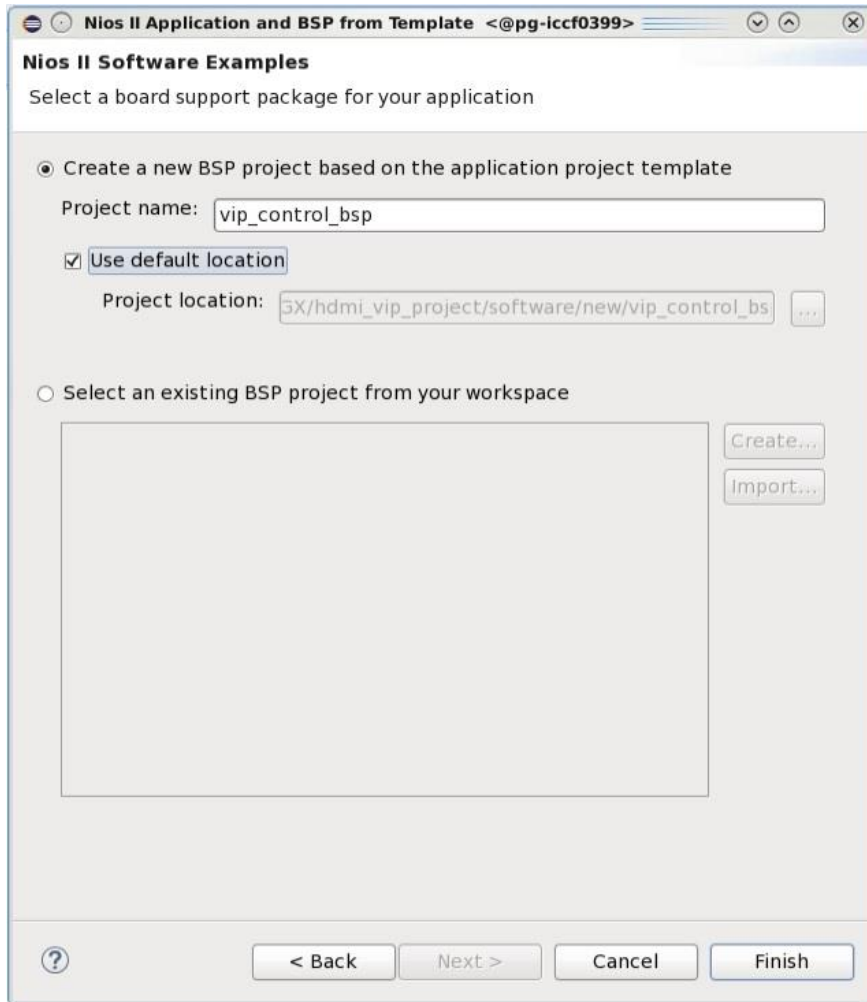 Nios II Application and BSP from Template <@pg-iccf0399>
Nios II Software Examples
Select a board support package for your application
Create a new BSP project based on the application project template
Project name: vip_control_bsp
Use default location
Project location: GX/hdmi_vip_project/software/new/vip_control_bs ...
Select an existing BSP project from your workspace
Create...
Import...
? < Back Next > Cancel Finish